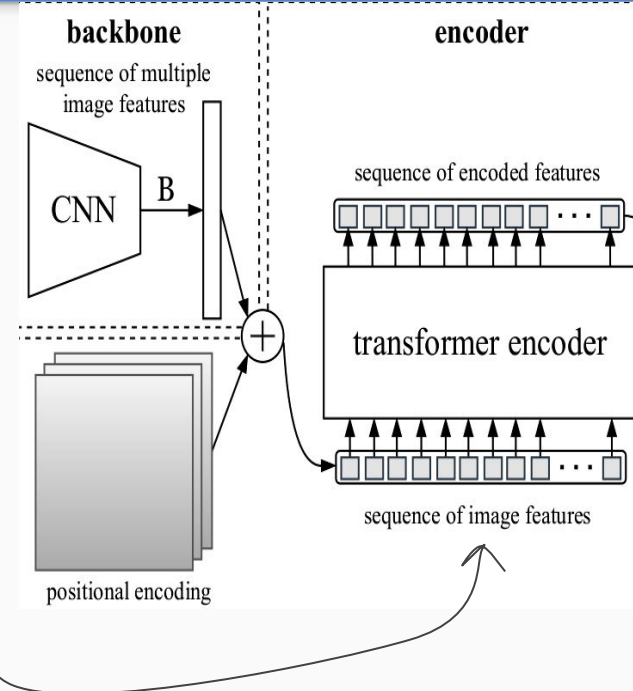 backbone
sequence of multiple
image features
CNN
B
positional encoding
encoder
sequence of encoded features
. . .
transformer encoder
. . .
sequence of image features